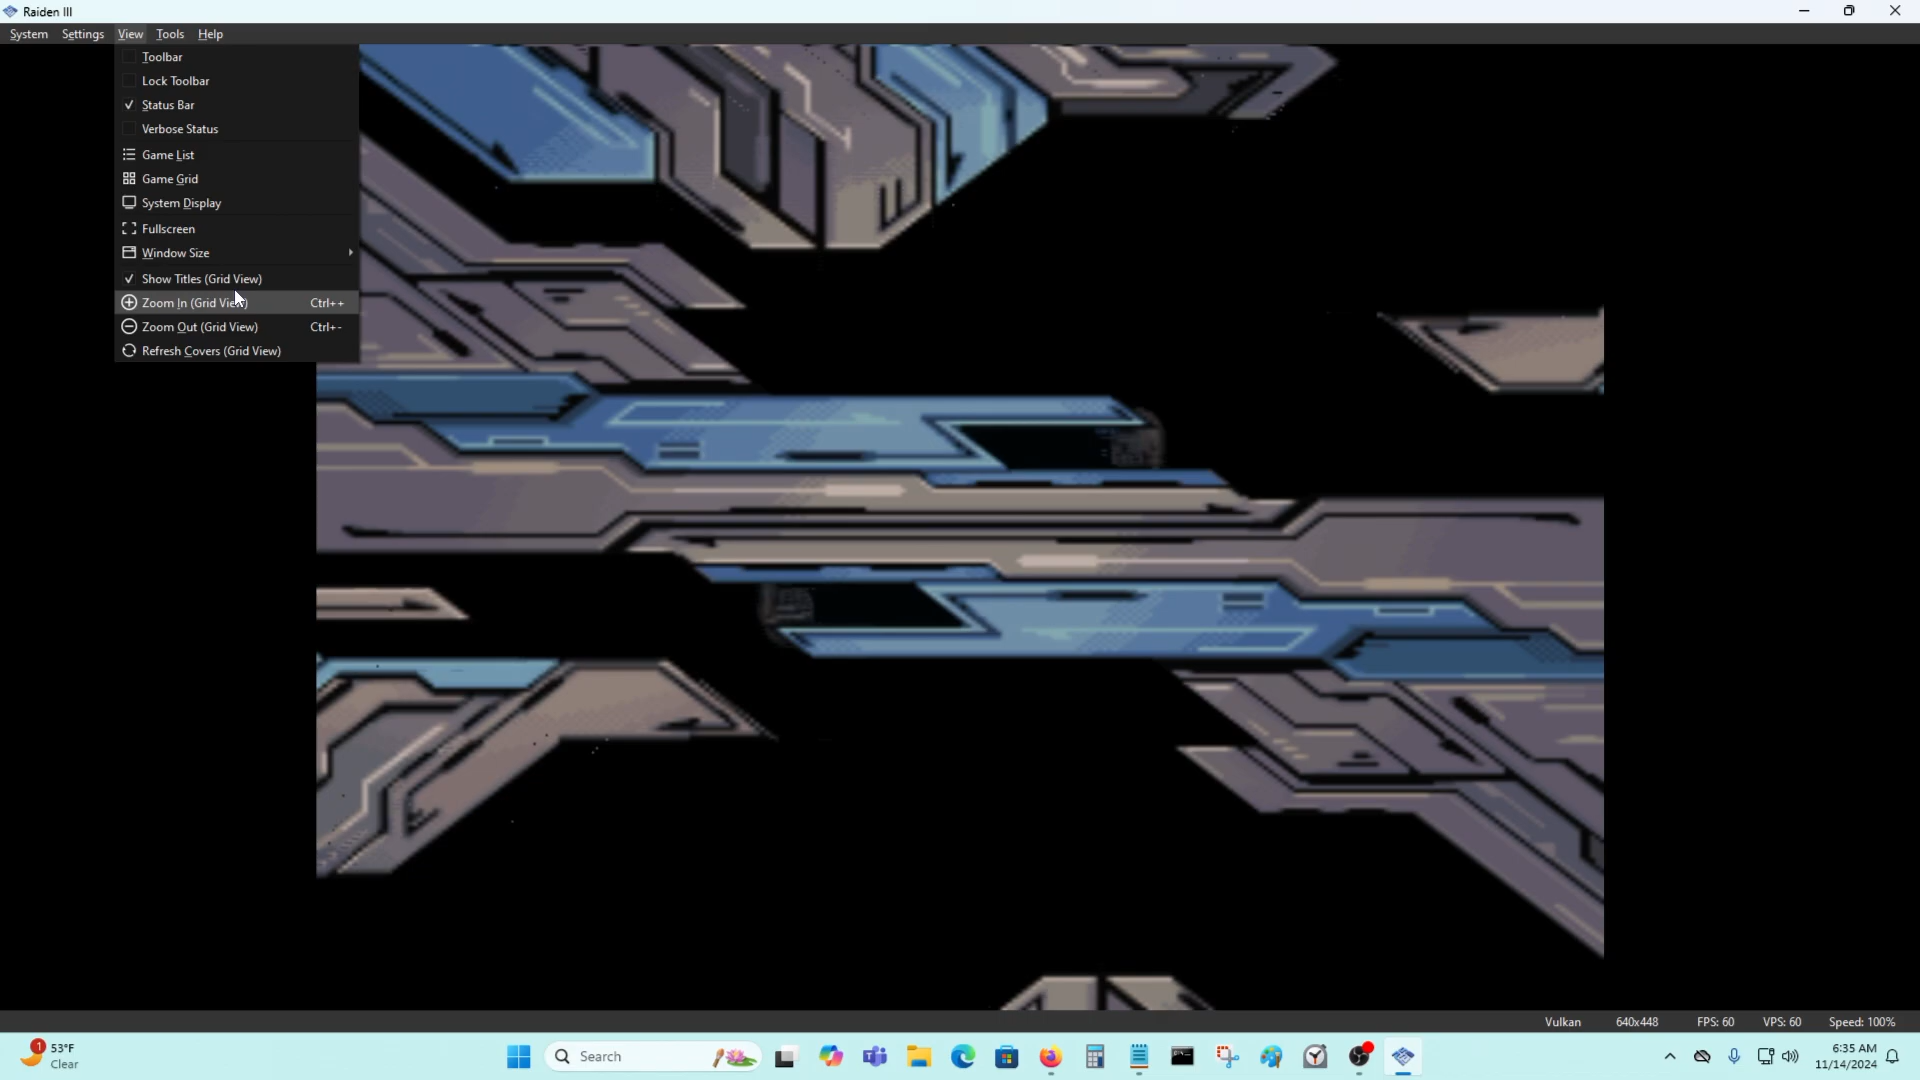 Raiden III
System Settings View Tools Help
Toolbar
Lock Toolbar
Status Bar
Verbose Status
Game List
Game Grid
System Display
Fullscreen
Window Size
Show Titles (Grid View)
Zoom In (Grid View) Ctrl++
Zoom Out (Grid View) Ctrl+-
Refresh Covers (Grid View)
Vulkan 640x448 FPS: 60 VPS: 60 Speed: 100%
1 53°F
Clear
Search
6:35 AM
11/14/2024